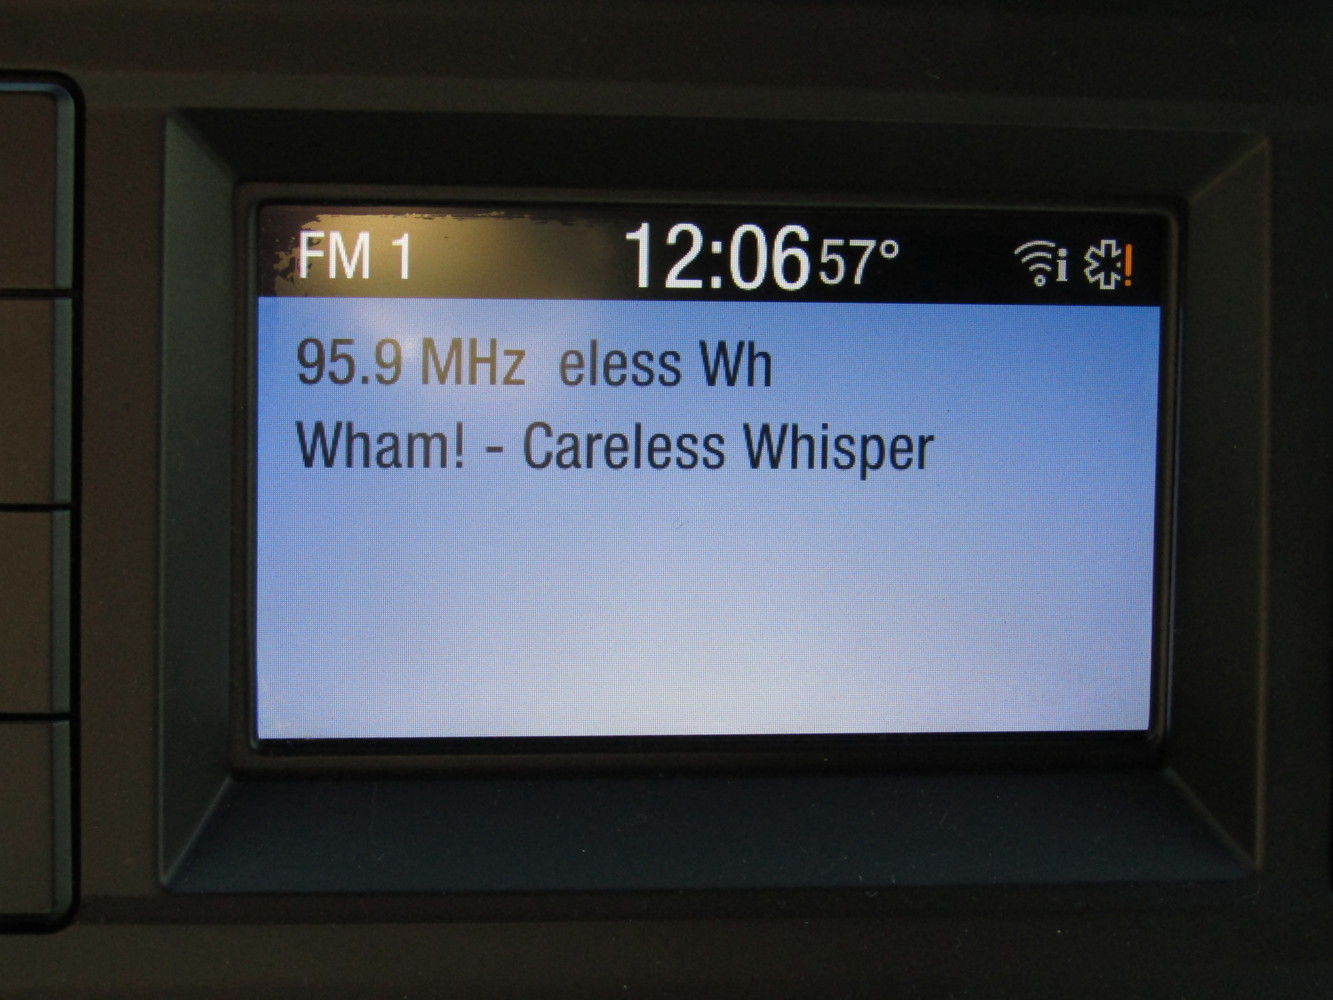 FM 1 12:06 57° i !
95.9 MHz eless Wh
Wham! - Careless Whisper